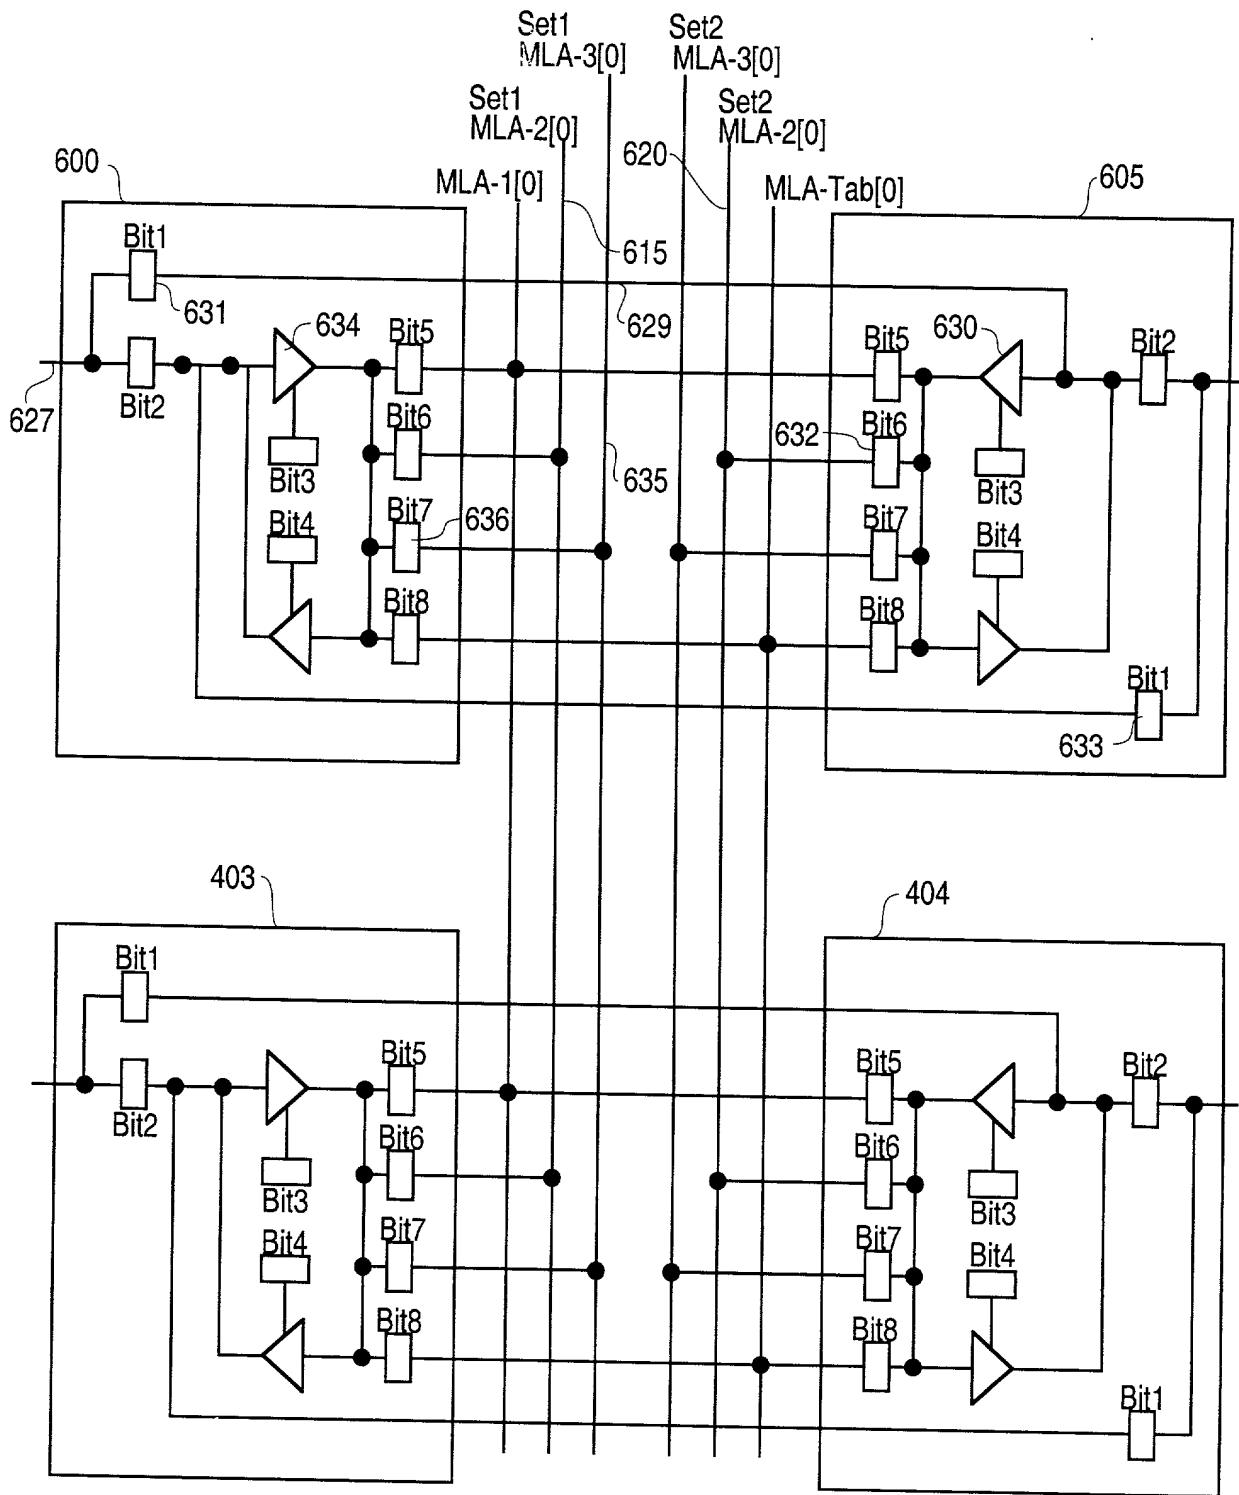 Set1
MLA-3[0]
Set2
MLA-3[0]
Set1
MLA-2[0]
Set2
MLA-2[0]
600
620
MLA-1[0]
MLA-Tab[0]
605
Bit1
615
631
629
634
Bit5
630
Bit5
Bit2
627
Bit2
Bit6
632
Bit6
635
Bit3
Bit3
Bit7
636
Bit7
Bit4
Bit4
Bit8
Bit8
Bit1
633
403
404
Bit1
Bit5
Bit5
Bit2
Bit2
Bit6
Bit6
Bit3
Bit3
Bit7
Bit7
Bit4
Bit4
Bit8
Bit8
Bit1